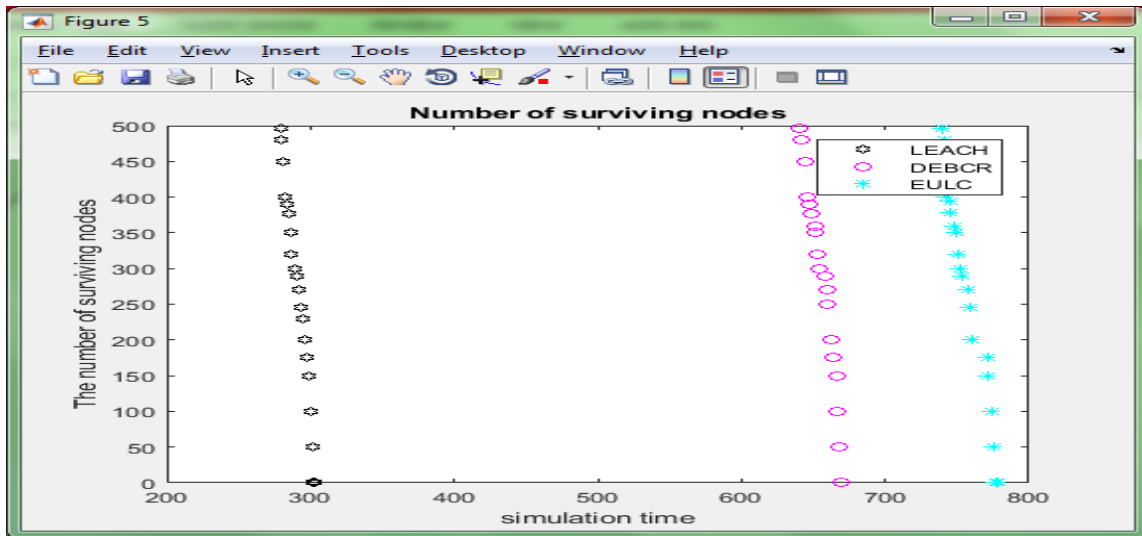 Figure 5
File Edit View Insert Tools Desktop Window Help
Number of surviving nodes
500
450
400
350
300
250
200
150
100
50
0
The number of surviving nodes
LEACH
DEBCR
EULC
200 300 400 500 600 700 800
simulation time